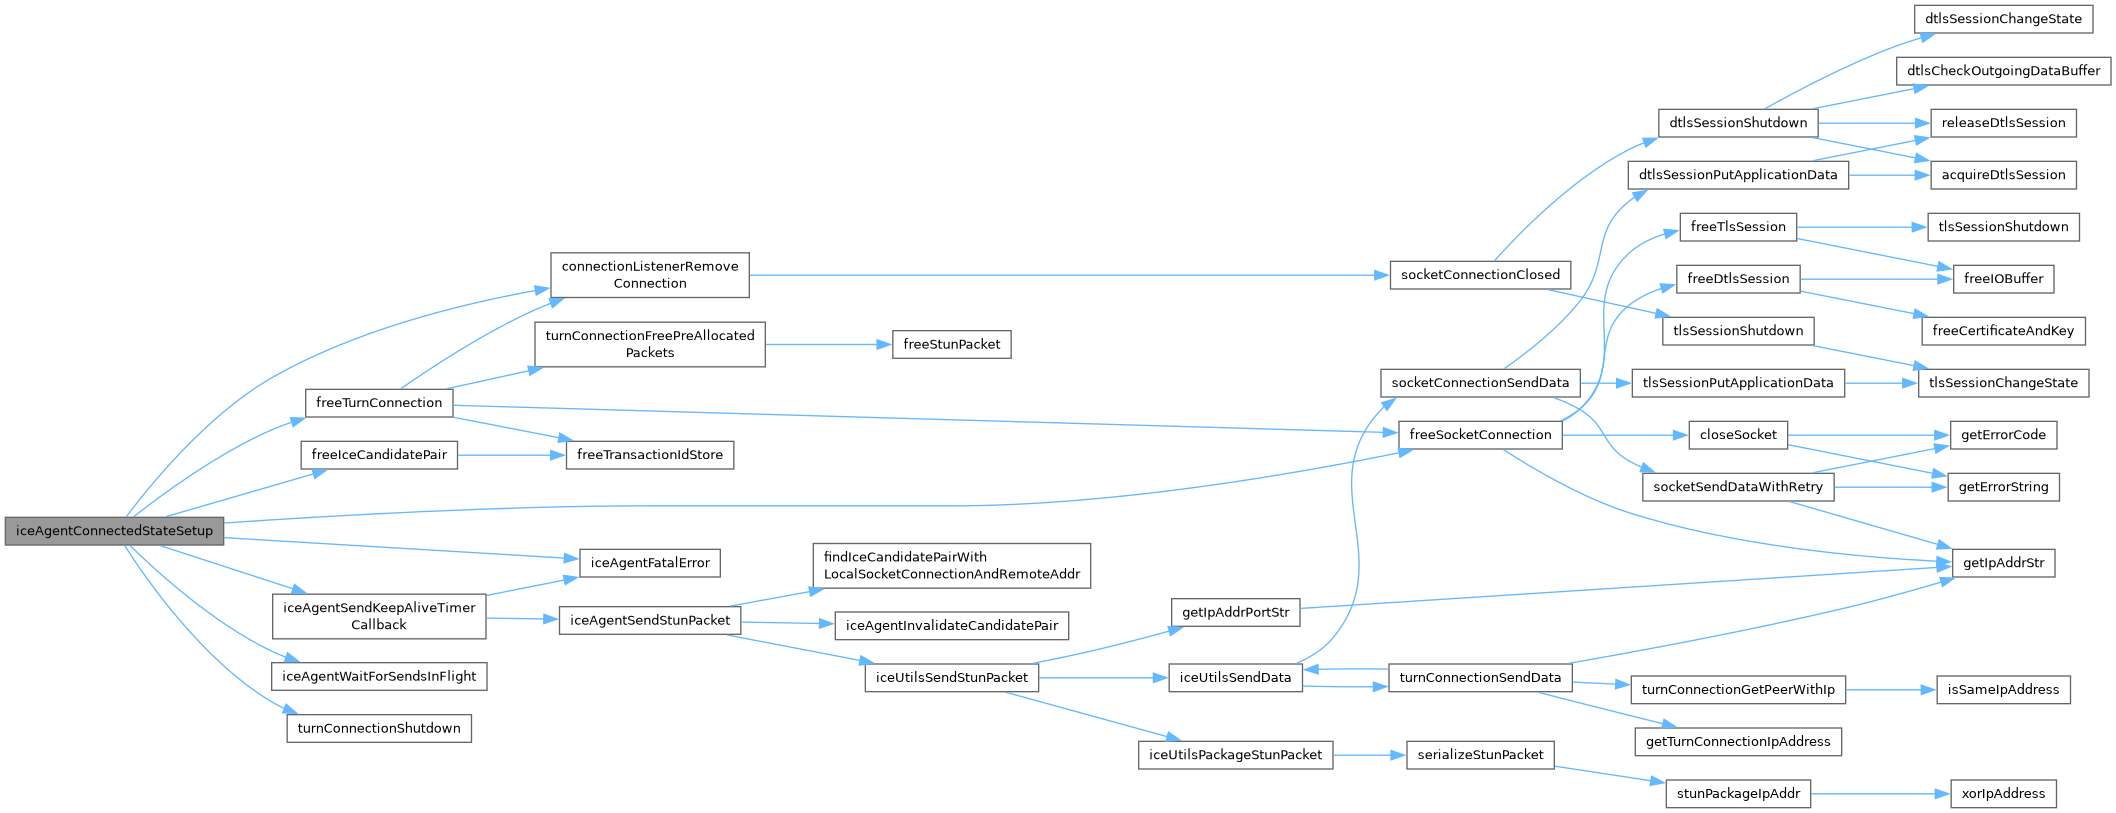 iceAgentConnectedStateSetup
connectionListenerRemove
Connection
turnConnectionFreePreAllocated
Packets
freeTurnConnection
freeIceCandidatePair
freeTransactionIdStore
freeStunPacket
iceAgentFatalError
iceAgentSendKeepAliveTimer
Callback
iceAgentWaitForSendsInFlight
turnConnectionShutdown
iceAgentSendStunPacket
findIceCandidatePairWith
LocalSocketConnectionAndRemoteAddr
iceAgentInvalidateCandidatePair
iceUtilsSendStunPacket
getIpAddrPortStr
iceUtilsSendData
iceUtilsPackageStunPacket
socketConnectionClosed
socketConnectionSendData
freeSocketConnection
turnConnectionSendData
serializeStunPacket
dtlsSessionShutdown
dtlsSessionPutApplicationData
freeTlsSession
freeDtlsSession
tlsSessionShutdown
tlsSessionPutApplicationData
closeSocket
socketSendDataWithRetry
turnConnectionGetPeerWithIp
getTurnConnectionIpAddress
stunPackageIpAddr
dtlsSessionChangeState
dtlsCheckOutgoingDataBuffer
releaseDtlsSession
acquireDtlsSession
tlsSessionShutdown
freeIOBuffer
freeCertificateAndKey
tlsSessionChangeState
getErrorCode
getErrorString
getIpAddrStr
isSameIpAddress
xorIpAddress